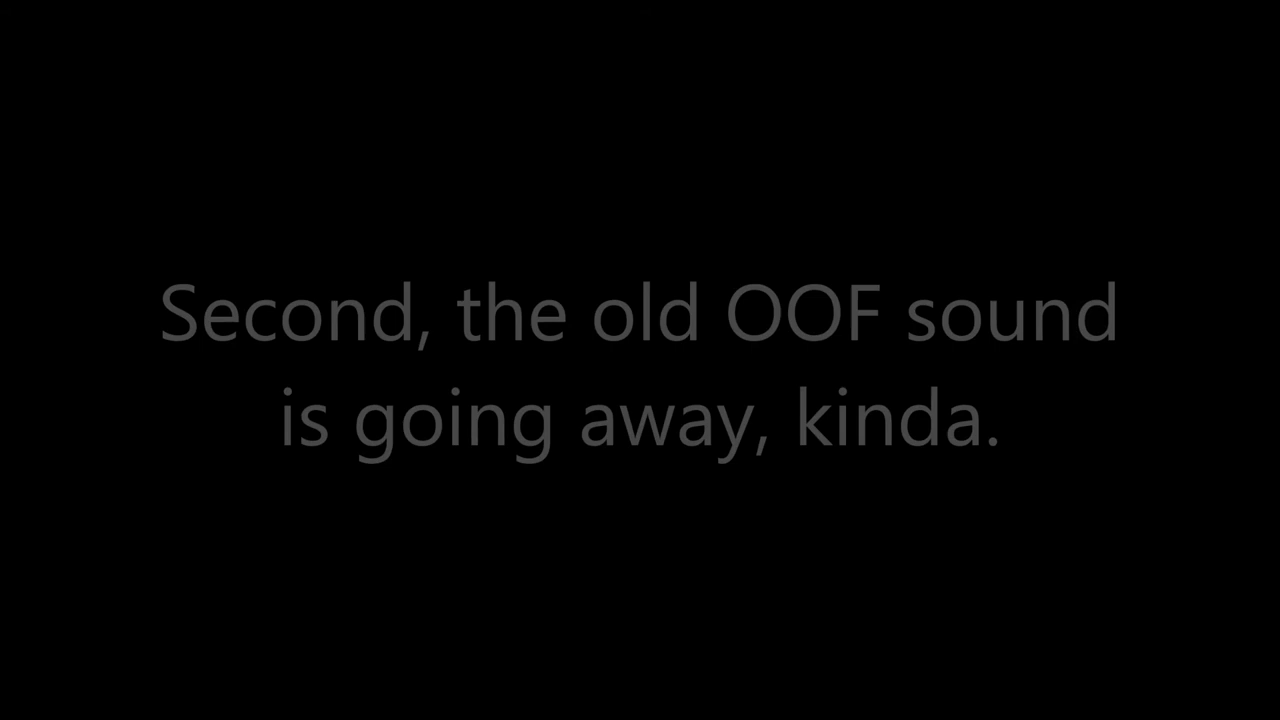 Second, the old OOF sound
is going away, kinda.